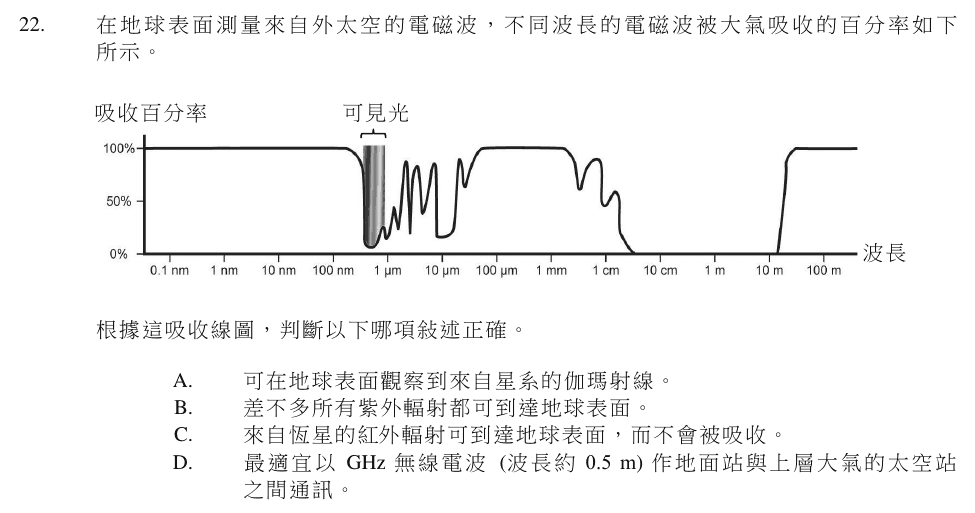 22. 在地球表面測量來自外太空的電磁波，不同波長的電磁波被大氣吸收的百分率如下
所示。
吸收百分率
可見光
100%
50%
0%
波長
0.1 nm 1 nm 10 nm 100 nm 1 µm 10 µm 100 µm 1 mm 1 cm 10 cm 1 m 10 m 100 m
根據這吸收線圖，判斷以下哪項敍述正確。
A. 可在地球表面觀察到來自星系的伽瑪射線。
B. 差不多所有紫外輻射都可到達地球表面。
C. 來自恆星的紅外輻射可到達地球表面，而不會被吸收。
D. 最適宜以 GHz 無線電波 (波長約 0.5 m) 作地面站與上層大氣的太空站
之間通訊。